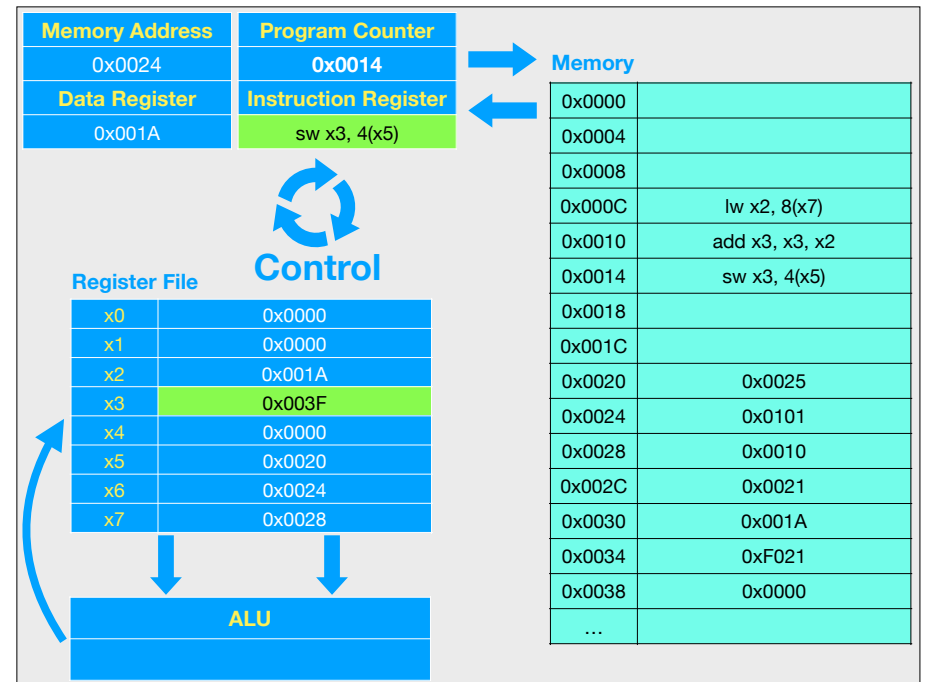 Memory Address Program Counter
0x0024 0x0014
Data Register Instruction Register
0x001A sw x3, 4(x5)
Control
Register File
x0 0x0000
x1 0x0000
x2 0x001A
x3 0x003F
x4 0x0000
x5 0x0020
x6 0x0024
x7 0x0028
ALU
Memory
0x0000
0x0004
0x0008
0x000C lw x2, 8(x7)
0x0010 add x3, x3, x2
0x0014 sw x3, 4(x5)
0x0018
0x001C
0x0020 0x0025
0x0024 0x0101
0x0028 0x0010
0x002C 0x0021
0x0030 0x001A
0x0034 0xF021
0x0038 0x0000
…